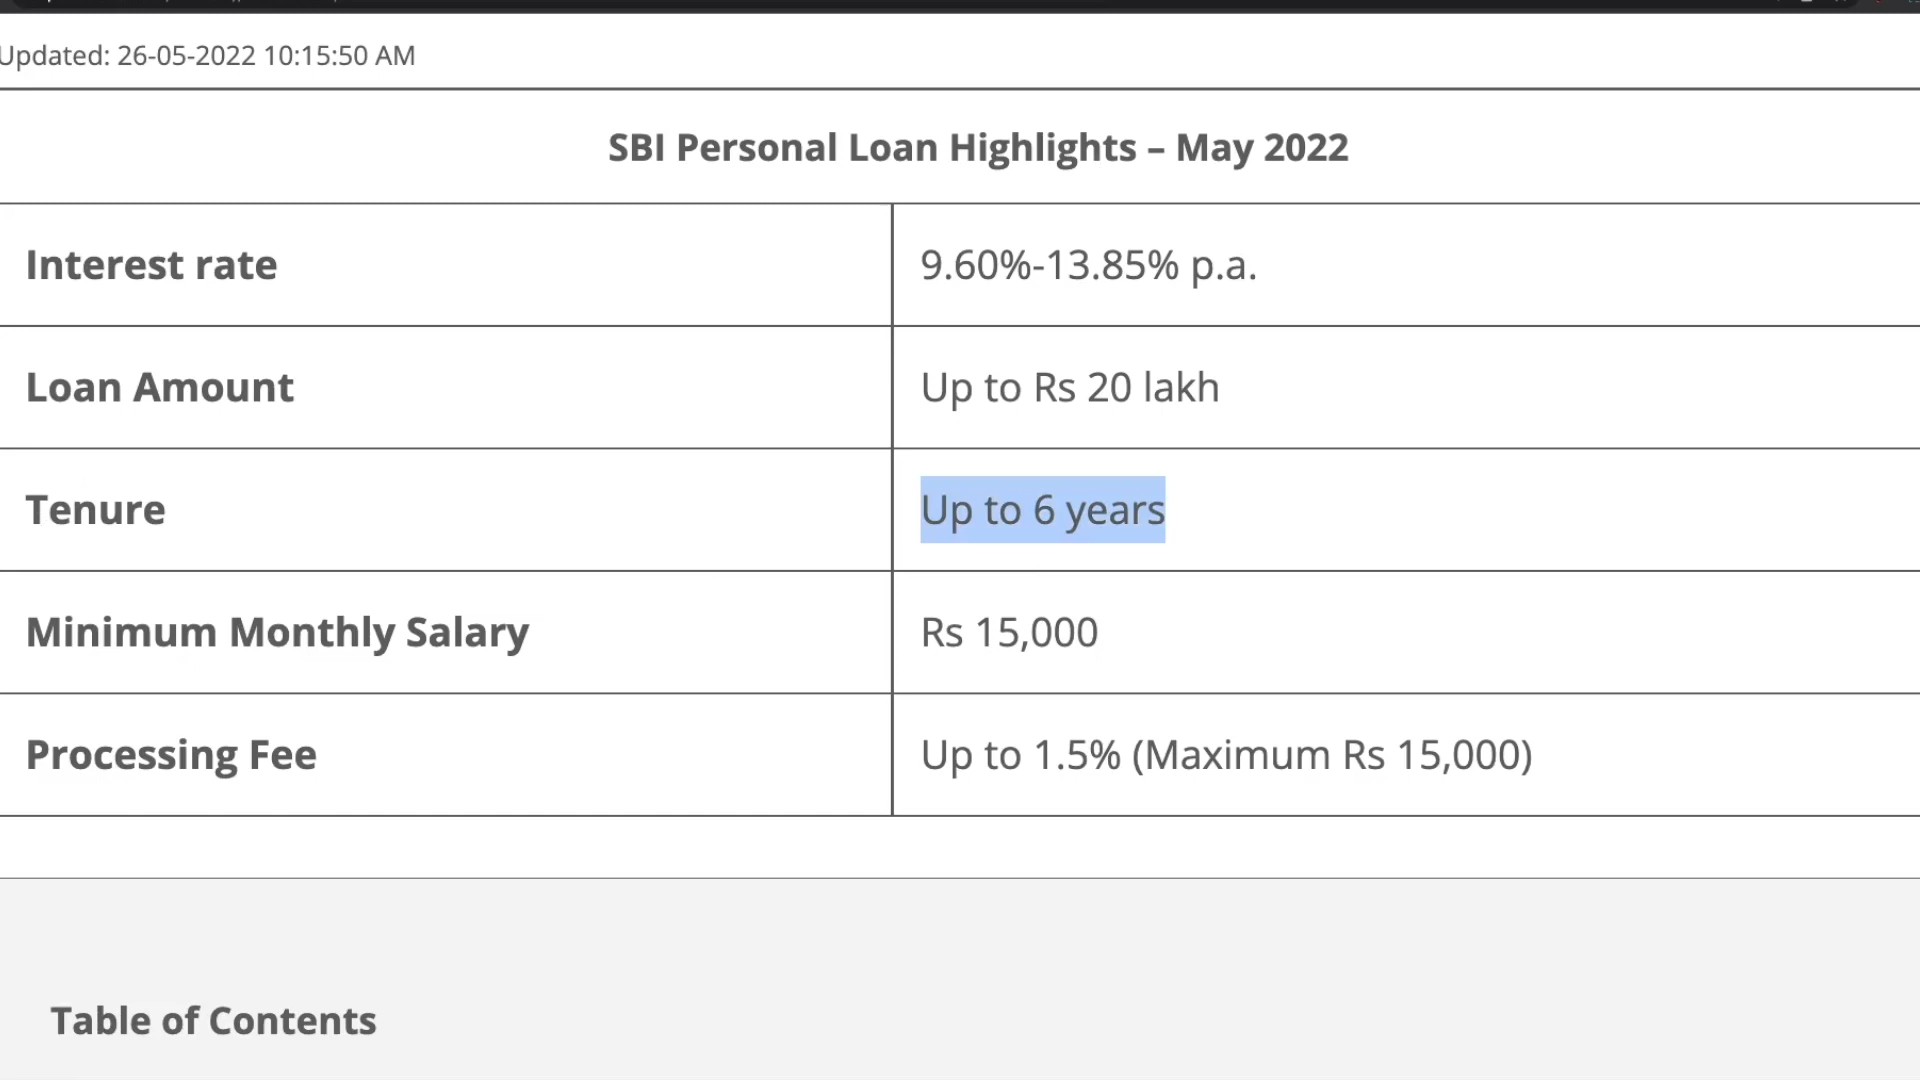 Updated: 26-05-2022 10:15:50 AM
SBI Personal Loan Highlights – May 2022
Interest rate 9.60%-13.85% p.a.
Loan Amount Up to Rs 20 lakh
Tenure Up to 6 years
Minimum Monthly Salary Rs 15,000
Processing Fee Up to 1.5% (Maximum Rs 15,000)
Table of Contents